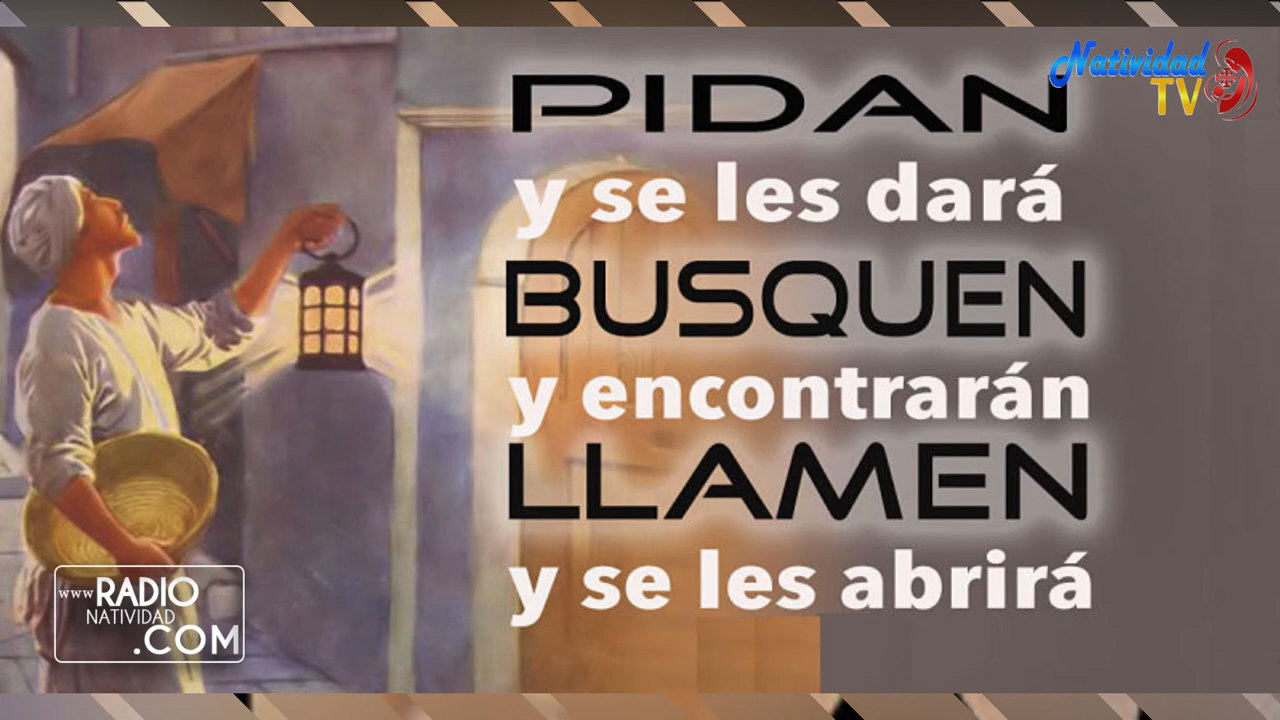 PIDAN
y se les dará
BUSQUEN
y encontrarán
LLAMEN
y se les abrirá
Natividad
TV
www RADIO
NATIVIDAD
.COM